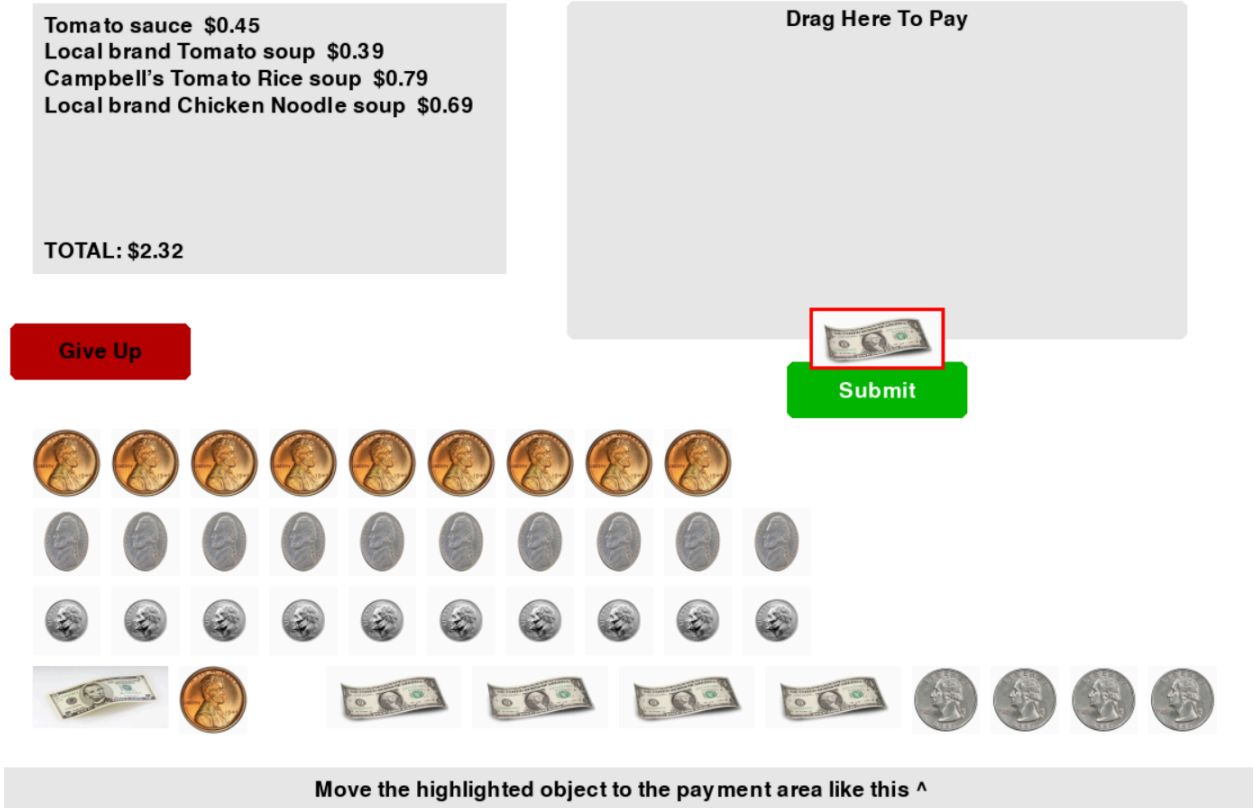 Tomato sauce $0.45
Local brand Tomato soup $0.39
Campbell’s Tomato Rice soup $0.79
Local brand Chicken Noodle soup $0.69
TOTAL: $2.32
Drag Here To Pay
Give Up
Submit
Move the highlighted object to the payment area like this ^